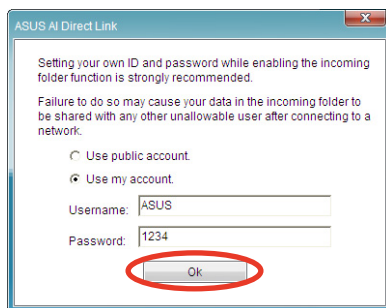 ASUS AI Direct Link
Setting your own ID and password while enabling the incoming
folder function is strongly recommended.
Failure to do so may cause your data in the incoming folder to
be shared with any other unallowable user after connecting to a
network.
Use public account.
Use my account.
Username: ASUS
Password: 1234
Ok